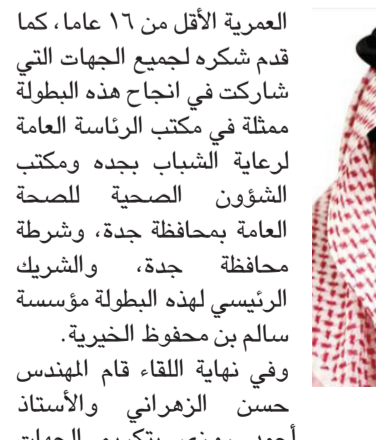 العمرية الأقل من ١٦ عاما، كما
قدم شكره لجميع الجهات التي
شاركت في انجاح هذه البطولة
ممثلة في مكتب الرئاسة العامة
لرعاية الشباب بجده ومكتب
الشؤون الصحية للصحة
العامة بمحافظة جدة، وشرطة
محافظة جدة، والشريك
الرئيسي لهذه البطولة مؤسسة
سالم بن محفوظ الخيرية.
وفي نهاية اللقاء قام المهندس
حسن الزهراني والأستاذ